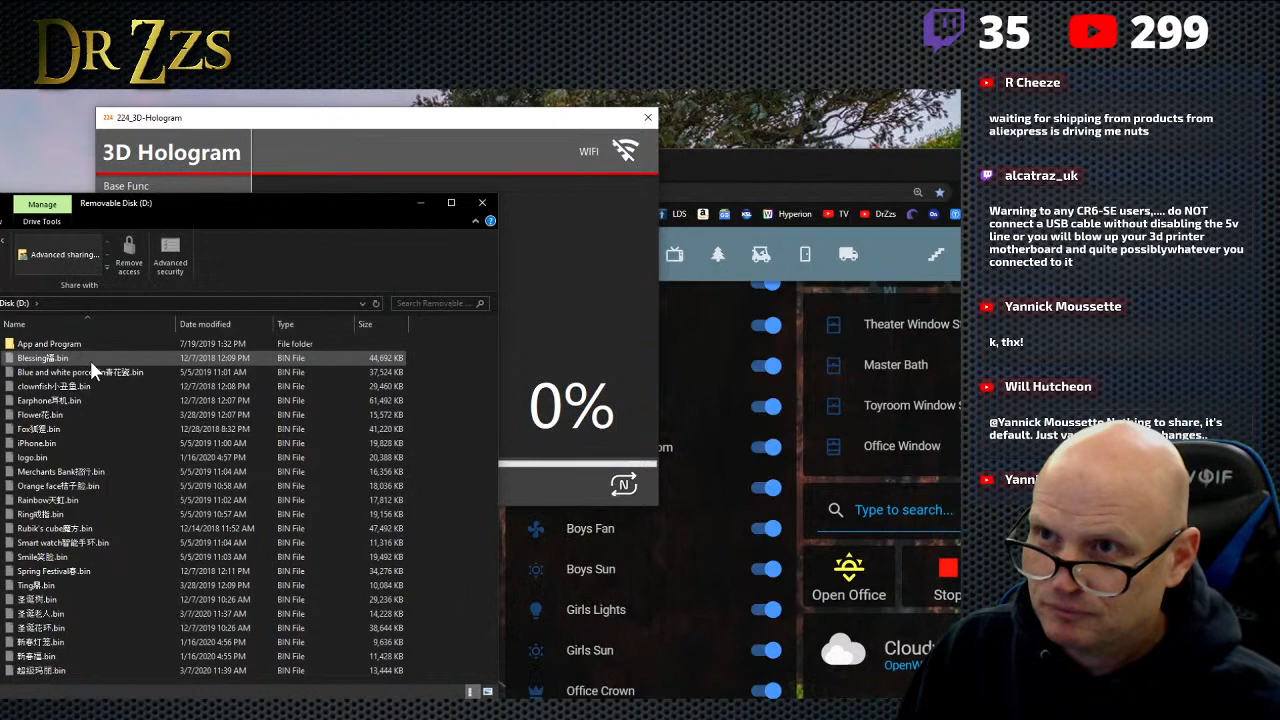 DR ZZS
35
299
R Cheeze
waiting for shipping from products from
aliexpress is driving me nuts
alcatraz_uk
Warning to any CR6-SE users,.... do NOT
connect a USB cable without disabling the 5v
line or you will blow up your 3d printer
motherboard and quite possiblywhatever you
connected to it
Yannick Moussette
k, thx!
Will Hutcheon
@Yannick Moussette Nothing to share, it's
default. Just
224_3D-Hologram
3D Hologram
WIFI
Base Func
Manage
Removable Disk (D:)
Drive Tools
Advanced sharing...
Remove
access
Advanced
security
Share with
Disk (D:)
Search Removable ...
Name
Date modified
Type
Size
App and Program
7/19/2019 1:32 PM
File folder
Blessing福.bin
12/7/2018 12:09 PM
BIN File
44,692 KB
Blue and white 青花瓷.bin
5/5/2019 11:01 AM
BIN File
37,524 KB
clownfish小丑鱼.bin
12/7/2018 12:08 PM
BIN File
29,460 KB
Earphone耳机.bin
12/7/2018 12:07 PM
BIN File
61,492 KB
Flower花.bin
3/28/2019 12:07 PM
BIN File
15,572 KB
Fox狐狸.bin
12/28/2018 8:32 PM
BIN File
41,220 KB
iPhone.bin
5/5/2019 11:00 AM
BIN File
19,828 KB
logo.bin
1/16/2020 4:57 PM
BIN File
20,388 KB
Merchants Bank招行.bin
5/5/2019 11:04 AM
BIN File
16,356 KB
Orange face桔子脸.bin
5/5/2019 10:58 AM
BIN File
18,036 KB
Rainbow天虹.bin
5/5/2019 11:02 AM
BIN File
17,812 KB
Ring戒指.bin
5/5/2019 10:57 AM
BIN File
19,156 KB
Rubik's cube魔方.bin
12/14/2018 11:52 AM
BIN File
47,492 KB
Smart watch智能手环.bin
5/5/2019 11:04 AM
BIN File
11,316 KB
Smile笑脸.bin
5/5/2019 11:03 AM
BIN File
19,492 KB
Spring Festival春.bin
12/7/2018 12:11 PM
BIN File
34,276 KB
Ting鼎.bin
3/28/2019 12:09 PM
BIN File
10,084 KB
圣诞树.bin
12/7/2019 10:26 AM
BIN File
29,236 KB
圣诞老人.bin
3/7/2020 11:37 AM
BIN File
14,228 KB
圣诞花环.bin
12/7/2019 10:26 AM
BIN File
38,644 KB
新春灯笼.bin
1/16/2020 4:56 PM
BIN File
9,636 KB
新春福.bin
1/16/2020 4:55 PM
BIN File
11,428 KB
超级玛丽.bin
3/7/2020 11:39 AM
BIN File
13,444 KB
0%
N
LDS
KSL
Hyperion
TV
DrZzs
On
Theater Window S
Master Bath
Toyroom Window S
Office Window
Type to search...
Open Office
Stop
Cloudy
OpenW
om
Boys Fan
Boys Sun
Girls Lights
Girls Sun
Office Crown